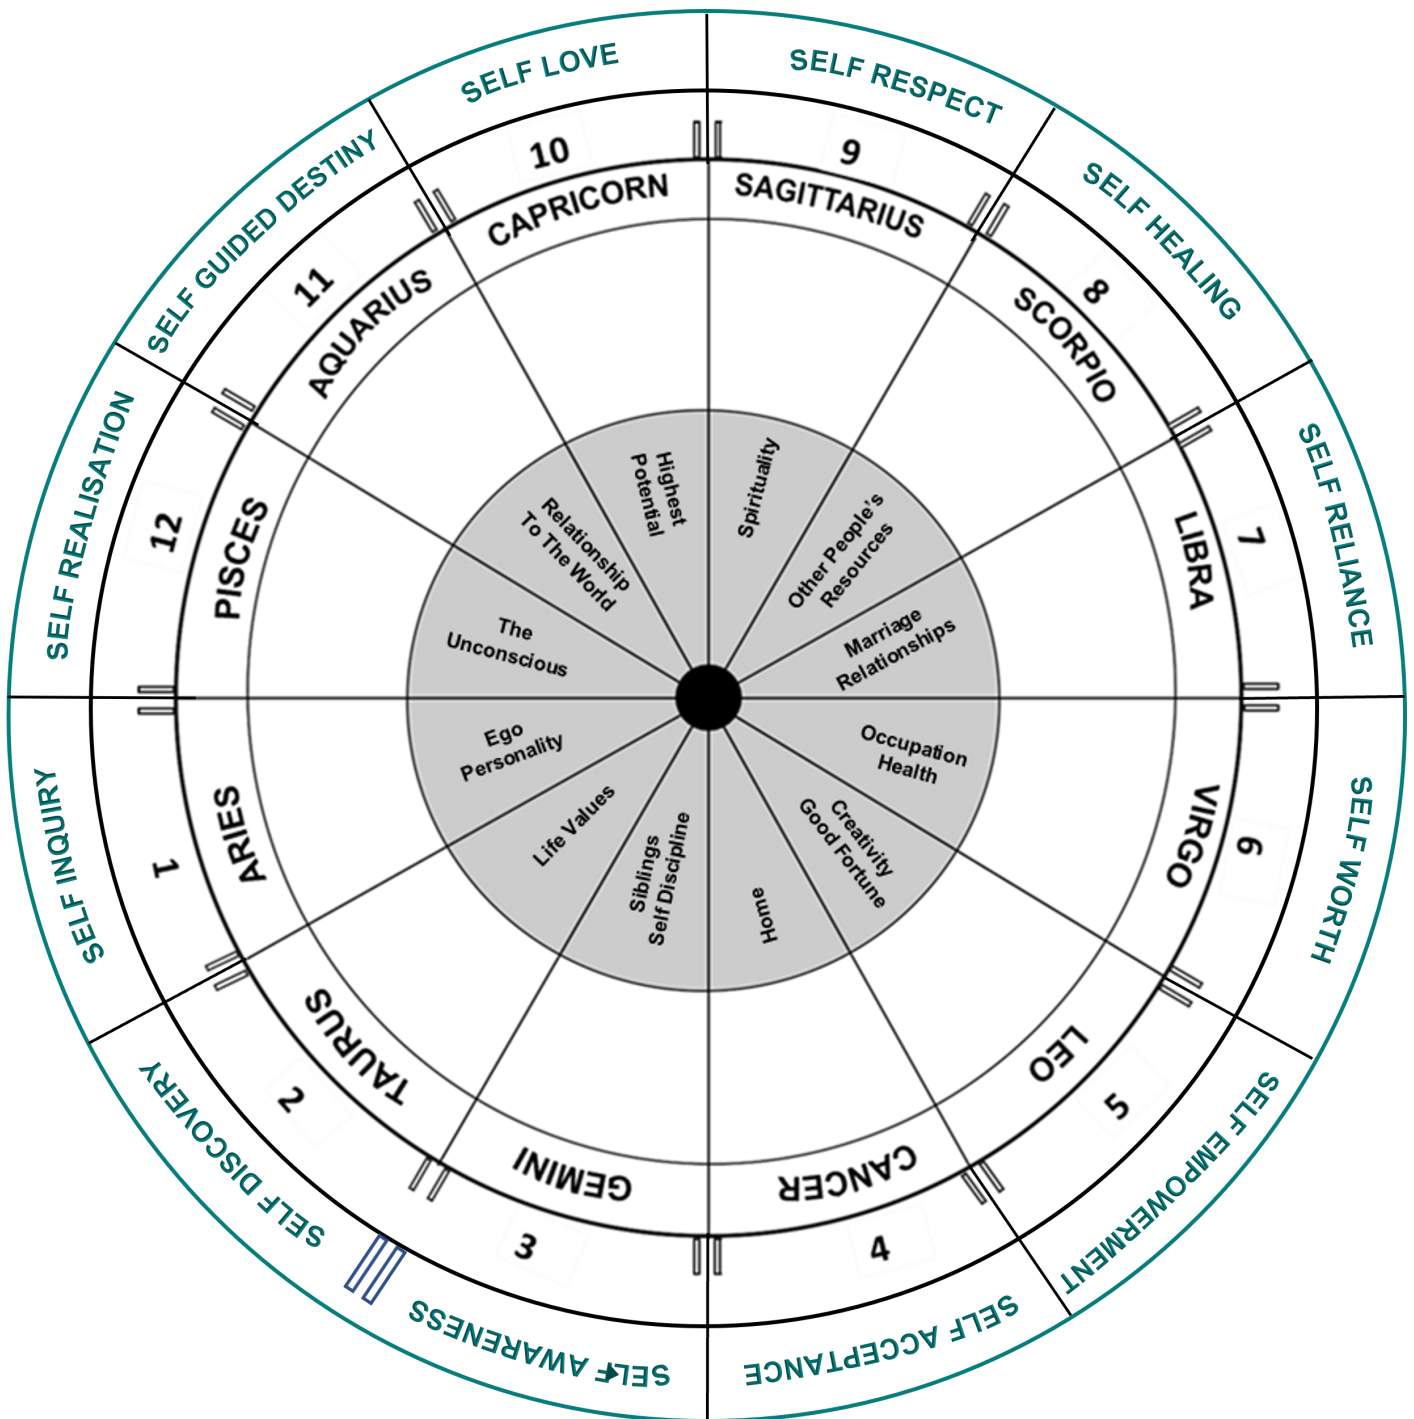 SELF LOVE
SELF RESPECT
SELF HEALING
SELF RELIANCE
SELF WORTH
SELF EMPOWERMENT
SELF ACCEPTANCE
SELF AWARENESS
SELF DISCOVERY
SELF INQUIRY
SELF REALISATION
SELF GUIDED DESTINY
10
9
8
7
6
5
4
3
2
1
12
11
CAPRICORN
SAGITTARIUS
SCORPIO
LIBRA
VIRGO
LEO
CANCER
GEMINI
TAURUS
ARIES
PISCES
AQUARIUS
Highest
Potential
Spirituality
Other People's
Resources
Marriage
Relationships
Occupation
Health
Creativity
Good Fortune
Home
Siblings
Self Discipline
Life Values
Ego
Personality
The
Unconscious
Relationship
To The World